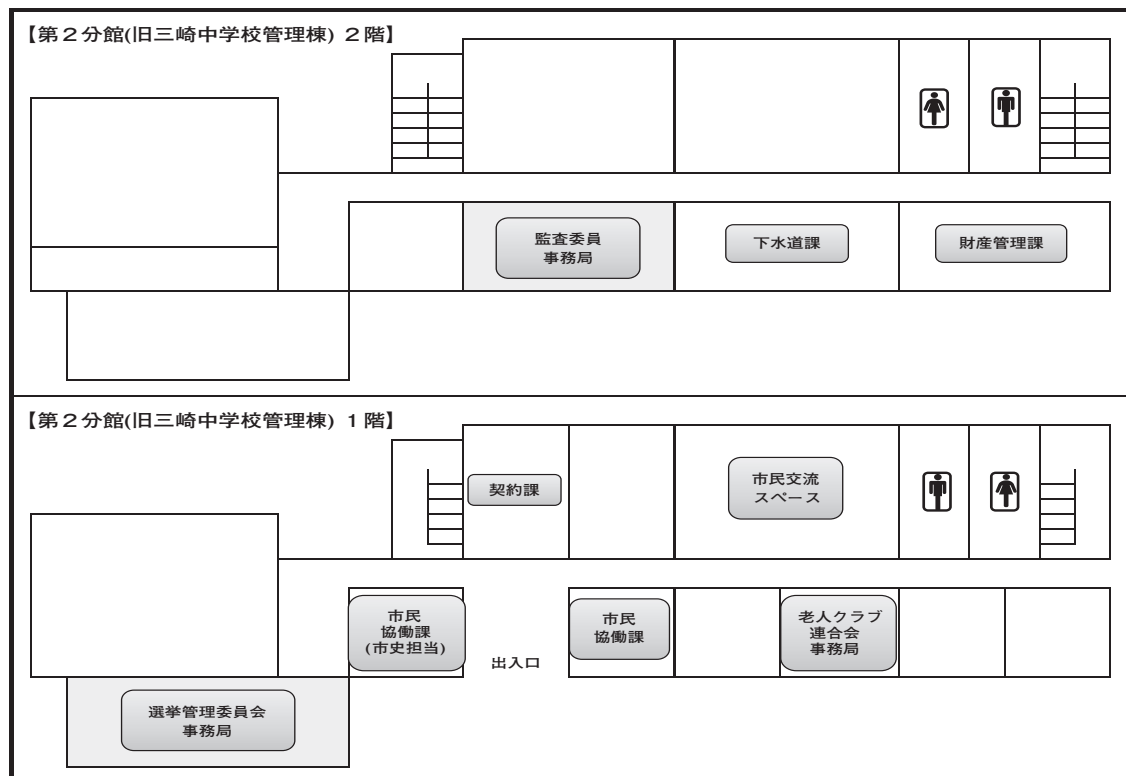 【第２分館(旧三崎中学校管理棟) ２階】
監査委員
事務局
下水道課
財産管理課
【第２分館(旧三崎中学校管理棟) １階】
契約課
市民交流
スペース
市民
協働課
(市史担当)
出入口
市民
協働課
老人クラブ
連合会
事務局
選挙管理委員会
事務局